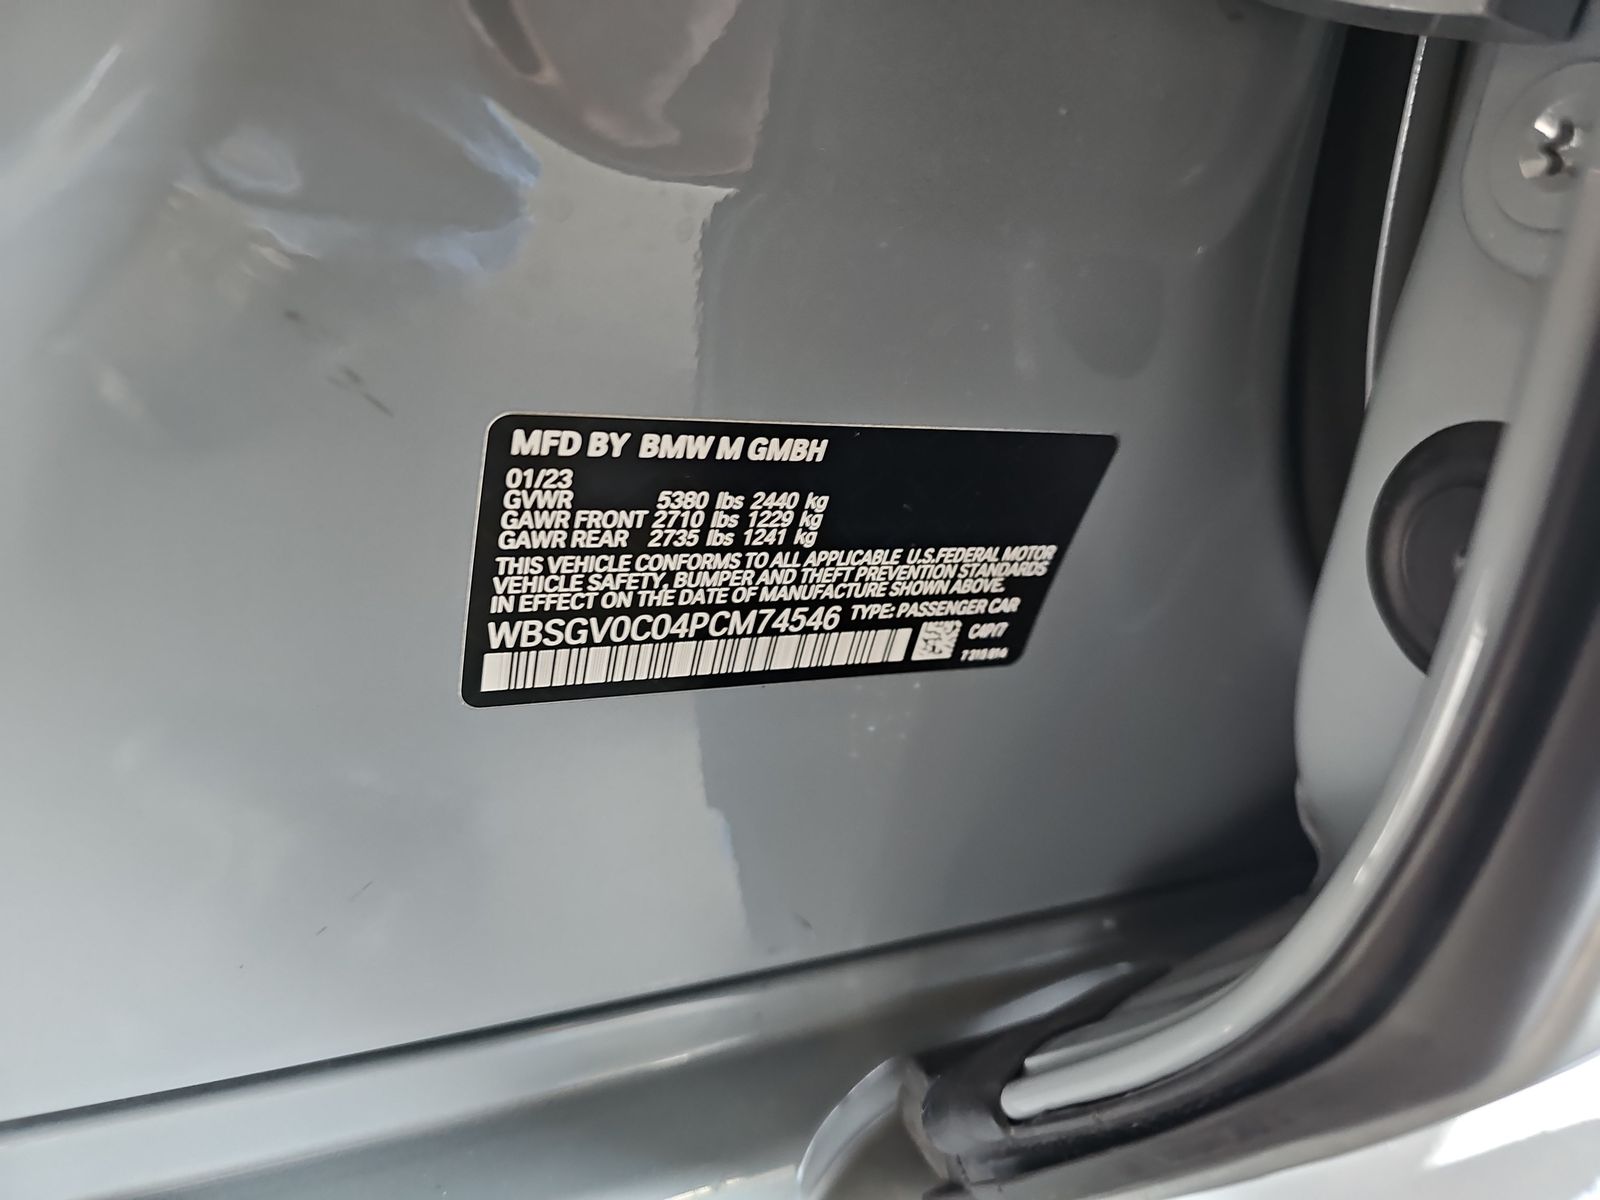 MFD BY BMW M GMBH
01/23
GVWR 5380 lbs 2440 kg
GAWR FRONT 2710 lbs 1229 kg
GAWR REAR 2735 lbs 1241 kg
THIS VEHICLE CONFORMS TO ALL APPLICABLE U.S.FEDERAL MOTOR
VEHICLE SAFETY, BUMPER AND THEFT PREVENTION STANDARDS
IN EFFECT ON THE DATE OF MANUFACTURE SHOWN ABOVE.
WBSGV0C04PCM74546 TYPE: PASSENGER CAR